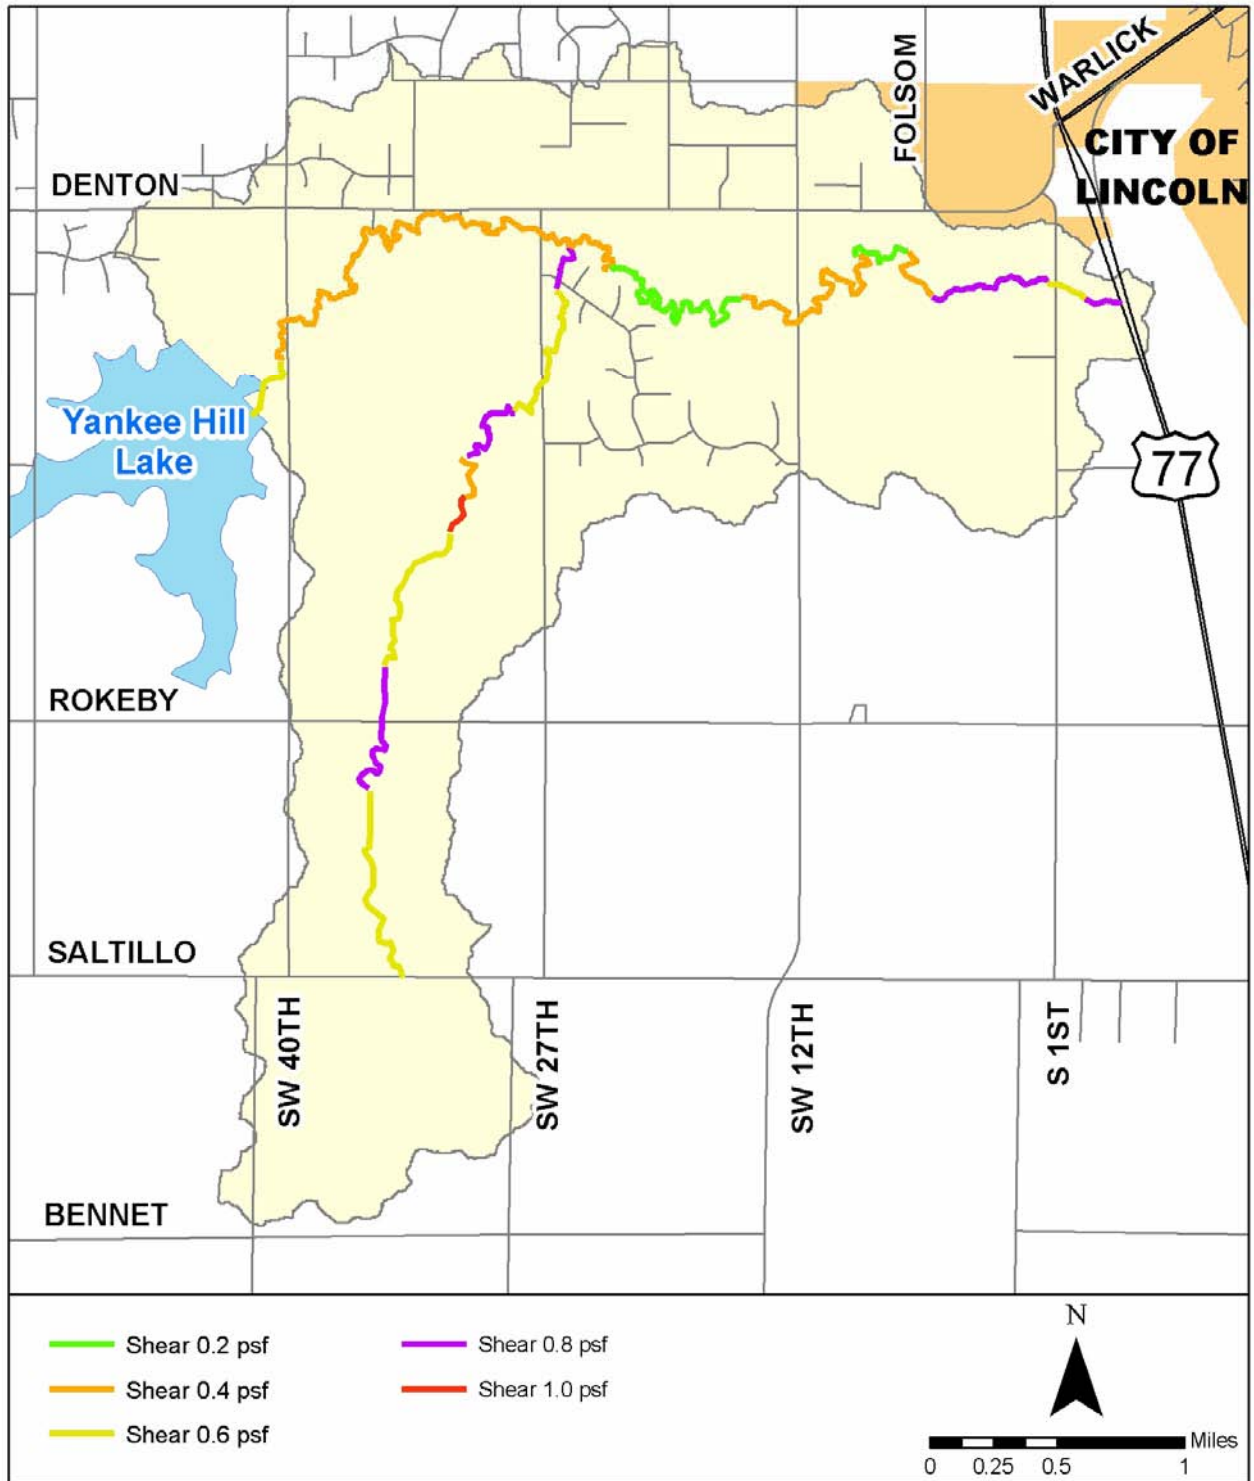 WARLICK
FOLSOM
CITY OF
LINCOLN
DENTON
Yankee Hill
Lake
77
ROKEBY
SALTILLO
SW 40TH
SW 27TH
SW 12TH
S 1ST
BENNET
Shear 0.2 psf
Shear 0.4 psf
Shear 0.6 psf
Shear 0.8 psf
Shear 1.0 psf
N
Miles
0 0.25 0.5 1